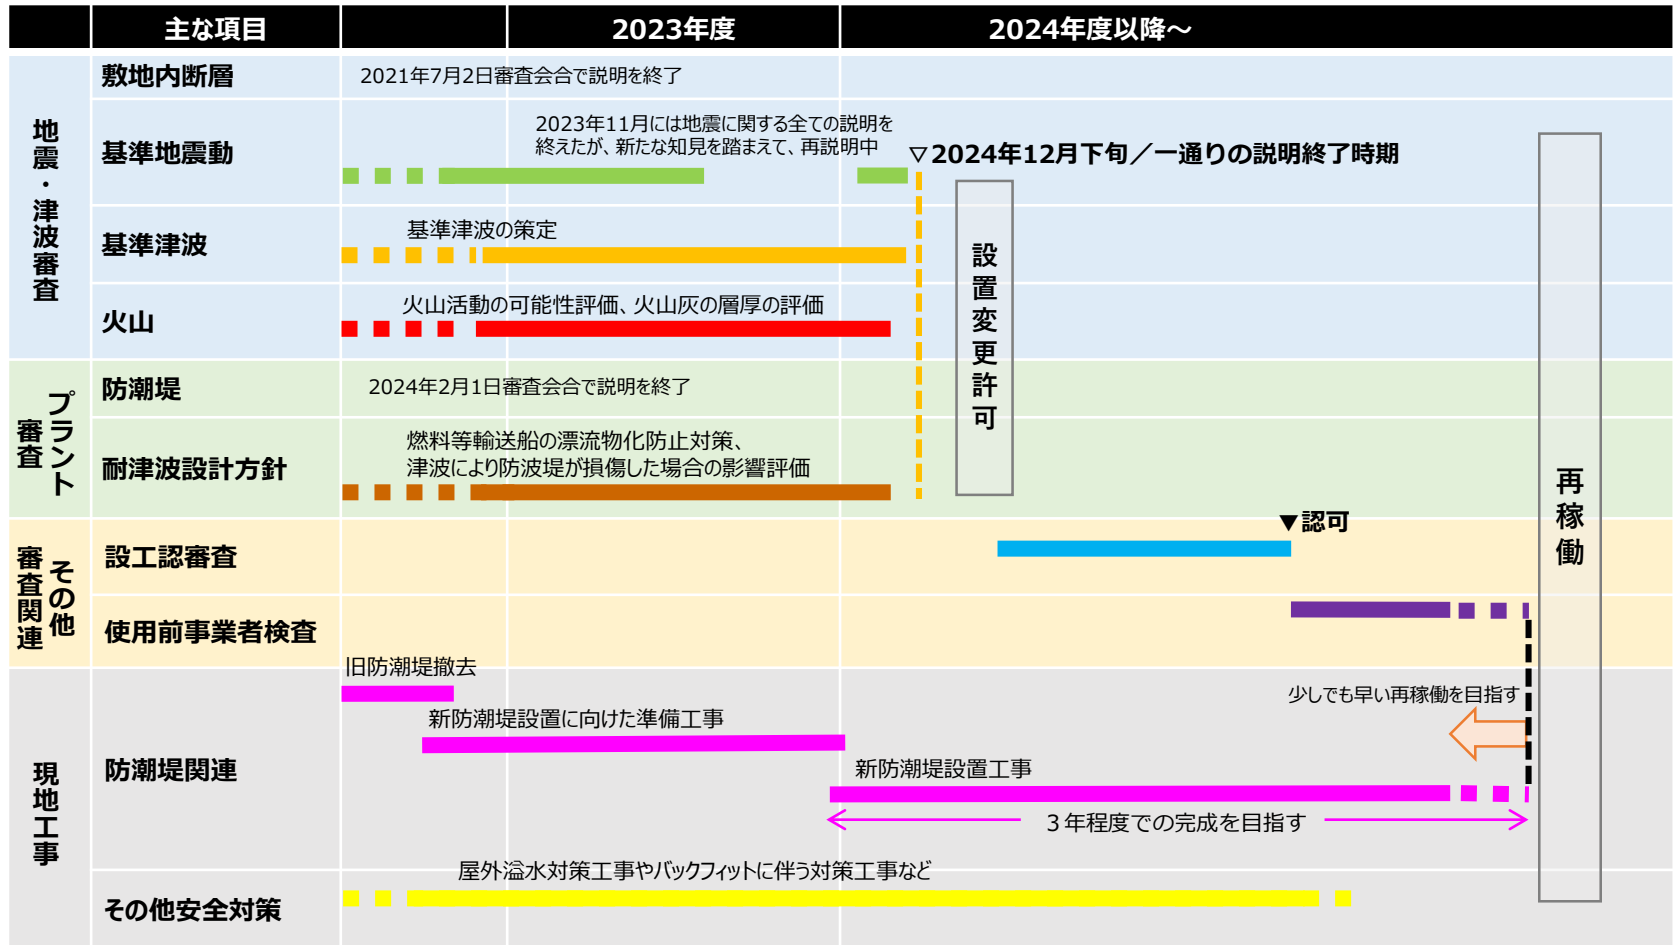 主な項目
2023年度
2024年度以降～
地震・津波審査
敷地内断層
2021年7月2日審査会合で説明を終了
基準地震動
2023年11月には地震に関する全ての説明を
終えたが、新たな知見を踏まえて、再説明中
▽2024年12月下旬／一通りの説明終了時期
基準津波
基準津波の策定
火山
火山活動の可能性評価、火山灰の層厚の評価
設置変更許可
再稼働
プラント
審査
防潮堤
2024年2月1日審査会合で説明を終了
耐津波設計方針
燃料等輸送船の漂流物化防止対策、
津波により防波堤が損傷した場合の影響評価
その他
審査関連
設工認審査
▼認可
使用前事業者検査
現地工事
防潮堤関連
旧防潮堤撤去
新防潮堤設置に向けた準備工事
少しでも早い再稼働を目指す
新防潮堤設置工事
３年程度での完成を目指す
その他安全対策
屋外溢水対策工事やバックフィットに伴う対策工事など